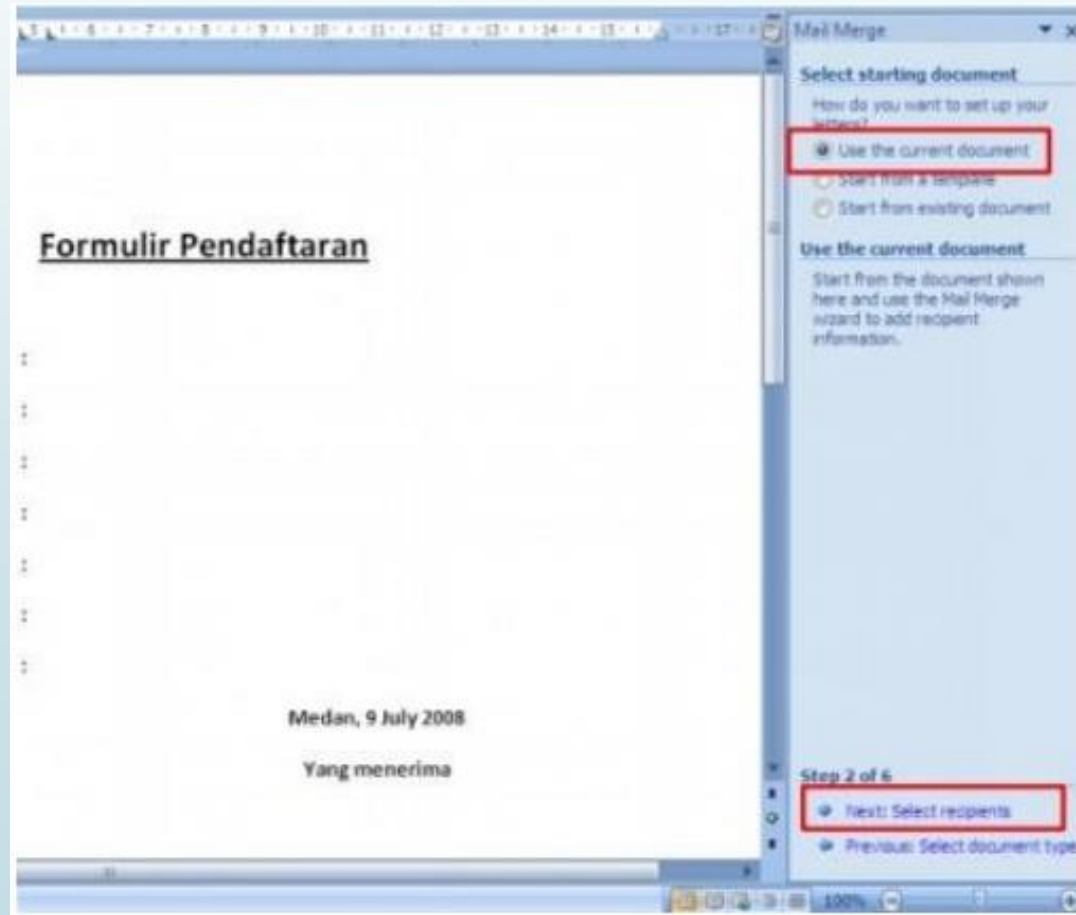 Mail Merge
Select starting document
How do you want to set up your
letters?
Use the current document
Start from a template
Start from existing document
Use the current document
Start from the document shown
here and use the Mail Merge
wizard to add recipient
information.
Formulir Pendaftaran
:
:
:
:
:
:
:
Medan, 9 July 2008
Yang menerima
Step 2 of 6
Next: Select recipients
Previous: Select document type
100%